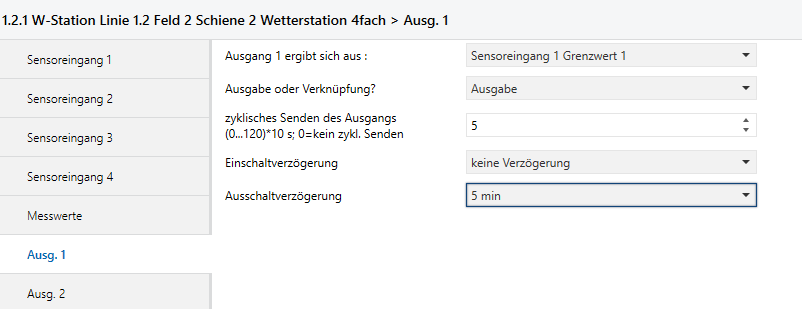 1.2.1 W-Station Linie 1.2 Feld 2 Schiene 2 Wetterstation 4fach > Ausg. 1
Sensoreingang 1
Sensoreingang 2
Sensoreingang 3
Sensoreingang 4
Messwerte
Ausg. 1
Ausg. 2
Ausgang 1 ergibt sich aus :
Sensoreingang 1 Grenzwert 1
Ausgabe oder Verknüpfung?
Ausgabe
zyklisches Senden des Ausgangs
(0...120)*10 s; 0=kein zykl. Senden
5
Einschaltverzögerung
keine Verzögerung
Ausschaltverzögerung
5 min